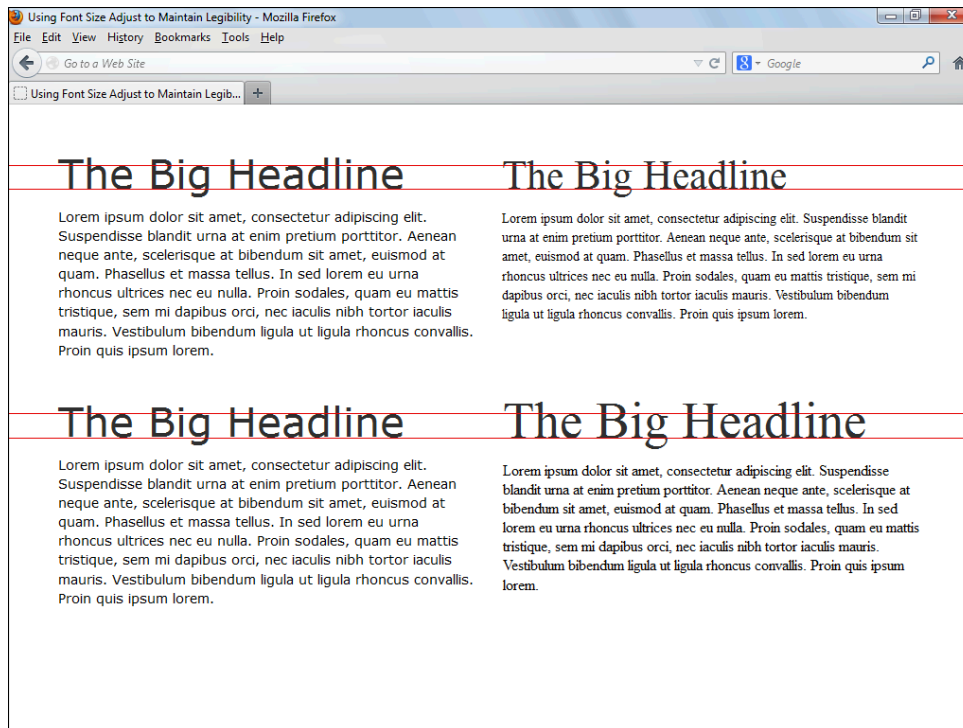 Using Font Size Adjust to Maintain Legibility - Mozilla Firefox
File Edit View History Bookmarks Tools Help
Go to a Web Site
8 Google
Using Font Size Adjust to Maintain Legib... +
The Big Headline
Lorem ipsum dolor sit amet, consectetur adipiscing elit.
Suspendisse blandit urna at enim pretium porttitor. Aenean
neque ante, scelerisque at bibendum sit amet, euismod at
quam. Phasellus et massa tellus. In sed lorem eu urna
rhoncus ultrices nec eu nulla. Proin sodales, quam eu mattis
tristique, sem mi dapibus orci, nec iaculis nibh tortor iaculis
mauris. Vestibulum bibendum ligula ut ligula rhoncus convallis.
Proin quis ipsum lorem.
The Big Headline
Lorem ipsum dolor sit amet, consectetur adipiscing elit. Suspendisse blandit
urna at enim pretium porttitor. Aenean neque ante, scelerisque at bibendum sit
amet, euismod at quam. Phasellus et massa tellus. In sed lorem eu urna
rhoncus ultrices nec eu nulla. Proin sodales, quam eu mattis tristique, sem mi
dapibus orci, nec iaculis nibh tortor iaculis mauris. Vestibulum bibendum
ligula ut ligula rhoncus convallis. Proin quis ipsum lorem.
The Big Headline
Lorem ipsum dolor sit amet, consectetur adipiscing elit.
Suspendisse blandit urna at enim pretium porttitor. Aenean
neque ante, scelerisque at bibendum sit amet, euismod at
quam. Phasellus et massa tellus. In sed lorem eu urna
rhoncus ultrices nec eu nulla. Proin sodales, quam eu mattis
tristique, sem mi dapibus orci, nec iaculis nibh tortor iaculis
mauris. Vestibulum bibendum ligula ut ligula rhoncus convallis.
Proin quis ipsum lorem.
The Big Headline
Lorem ipsum dolor sit amet, consectetur adipiscing elit. Suspendisse
blandit urna at enim pretium porttitor. Aenean neque ante, scelerisque at
bibendum sit amet, euismod at quam. Phasellus et massa tellus. In sed
lorem eu urna rhoncus ultrices nec eu nulla. Proin sodales, quam eu mattis
tristique, sem mi dapibus orci, nec iaculis nibh tortor iaculis mauris.
Vestibulum bibendum ligula ut ligula rhoncus convallis. Proin quis ipsum
lorem.